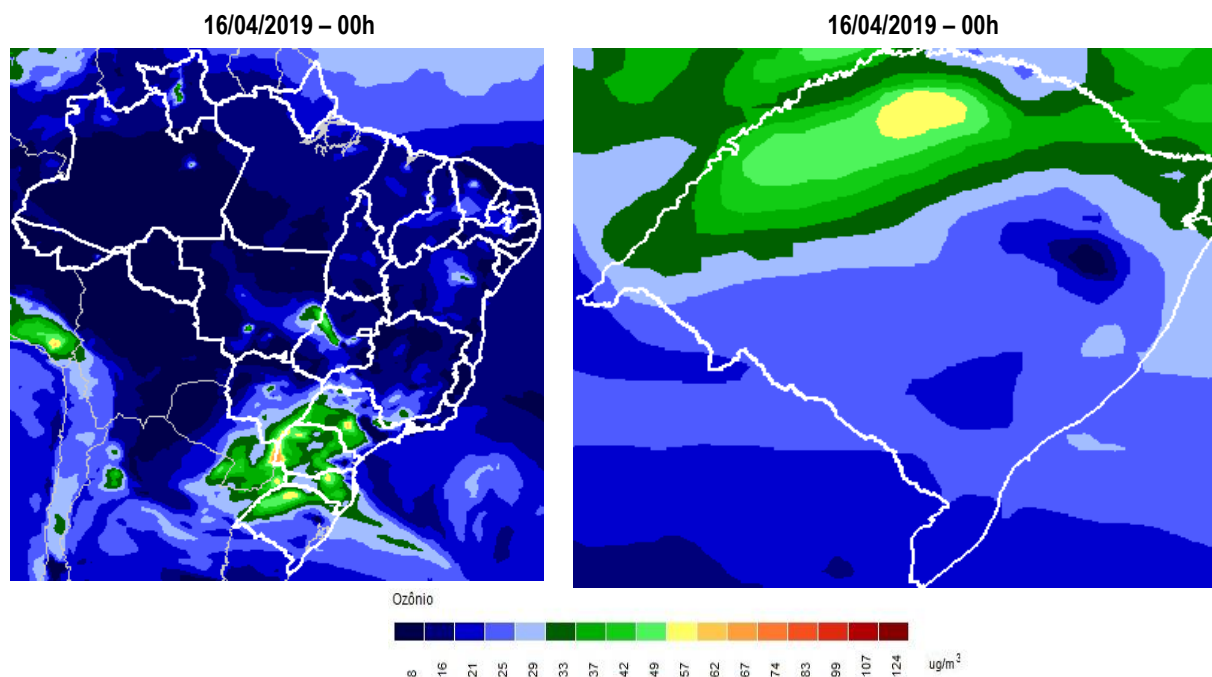 16/04/2019 – 00h
16/04/2019 – 00h
Ozônio
8 16 21 25 29 33 37 42 49 57 62 67 74 83 99 107 124 ug/m³